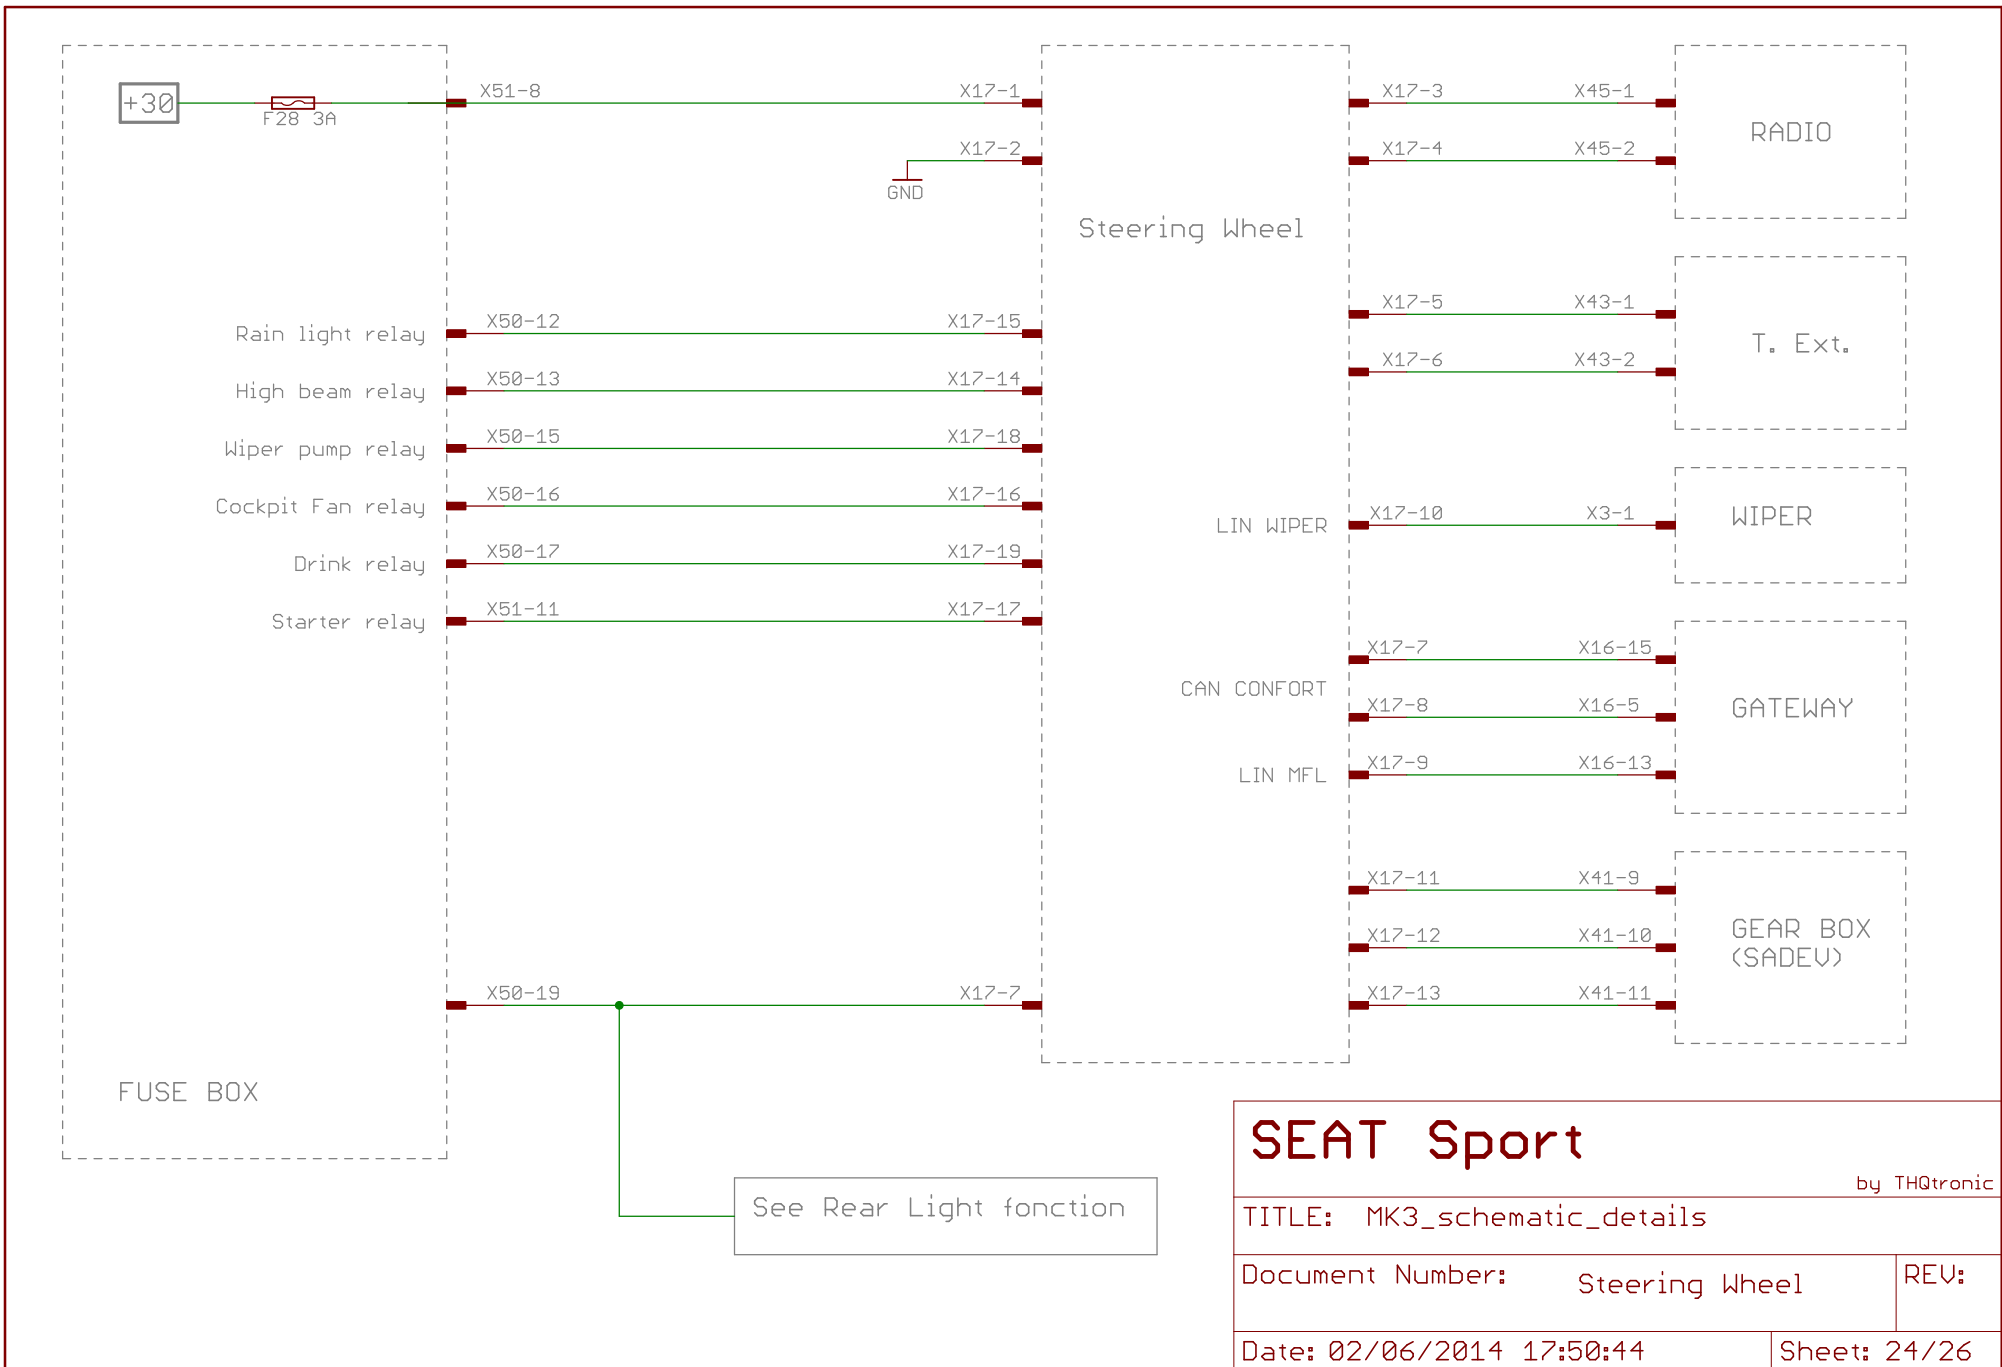 +30
F28 3A
X51-8
X17-1
X17-2
GND
Steering Wheel
X17-3
X45-1
X17-4
X45-2
RADIO
X17-5
X43-1
X17-6
X43-2
T. Ext.
Rain light relay
X50-12
X17-15
High beam relay
X50-13
X17-14
Wiper pump relay
X50-15
X17-18
Cockpit Fan relay
X50-16
X17-16
Drink relay
X50-17
X17-19
Starter relay
X51-11
X17-17
LIN WIPER
X17-10
X3-1
WIPER
CAN CONFORT
X17-7
X16-15
X17-8
X16-5
GATEWAY
LIN MFL
X17-9
X16-13
X17-11
X41-9
X17-12
X41-10
X17-13
X41-11
GEAR BOX
(SADEV)
X50-19
X17-7
FUSE BOX
See Rear Light fonction
SEAT Sport
by THQtronic
TITLE: MK3_schematic_details
Document Number: Steering Wheel
REV:
Date: 02/06/2014 17:50:44
Sheet: 24/26